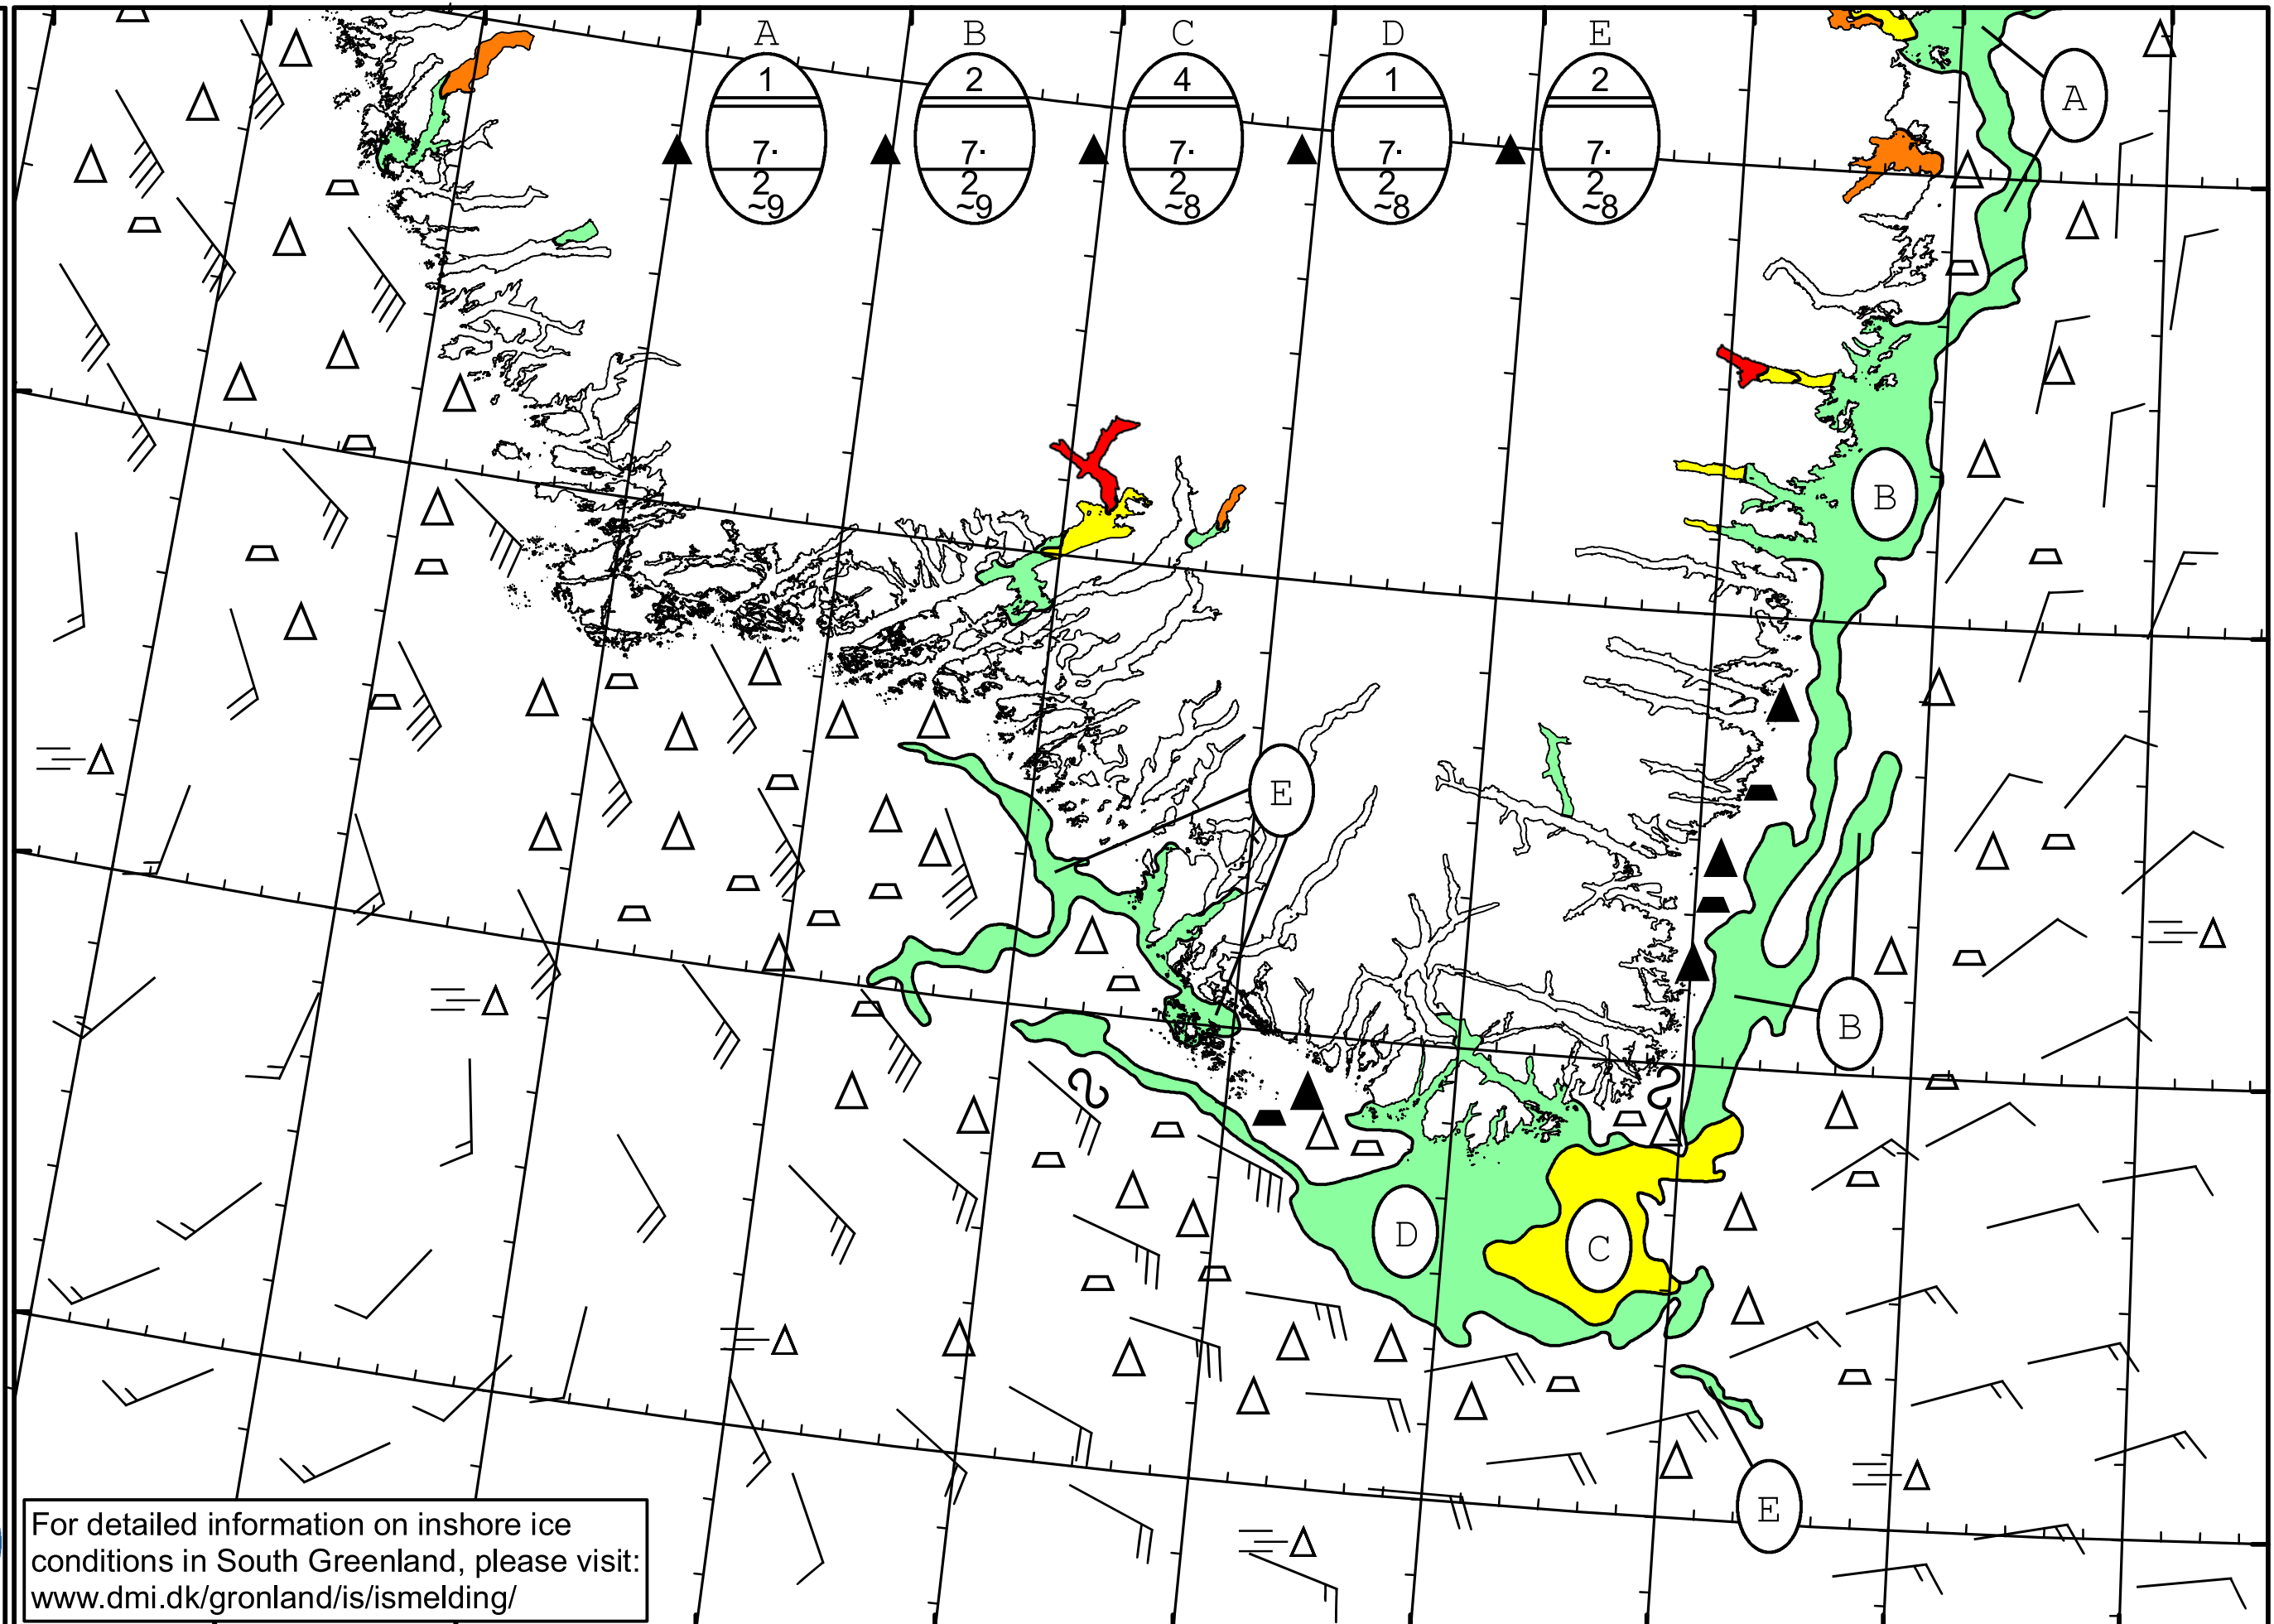 A B C D E
1 2 4 1 2
7· 7· 7· 7· 7·
2 2 2 2 2
~9 ~9 ~8 ~8 ~8
A
B
E
B
D
C
E
For detailed information on inshore ice
conditions in South Greenland, please visit:
www.dmi.dk/gronland/is/ismelding/